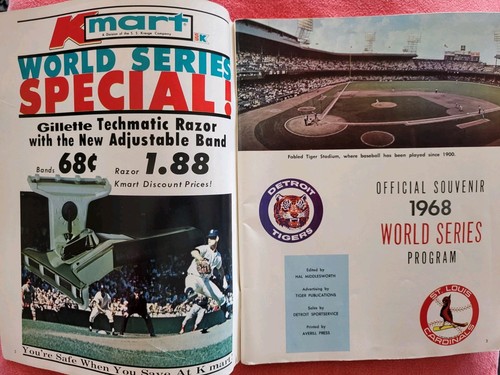 Kmart
A Division of the S. S. Kresge Company
WORLD SERIES
SPECIAL!
Gillette Techmatic Razor
with the New Adjustable Band
Bands 68¢ Razor 1.88
Kmart Discount Prices!
You're Safe When You Save At K mart
Fabled Tiger Stadium, where baseball has been played since 1900.
DETROIT
TIGERS
OFFICIAL SOUVENIR
1968
WORLD SERIES
PROGRAM
Edited by
HAL MIDDLESWORTH
Advertising by
TIGER PUBLICATIONS
Sales by
DETROIT SPORTSERVICE
Printed by
AVERILL PRESS
ST. LOUIS
CARDINALS